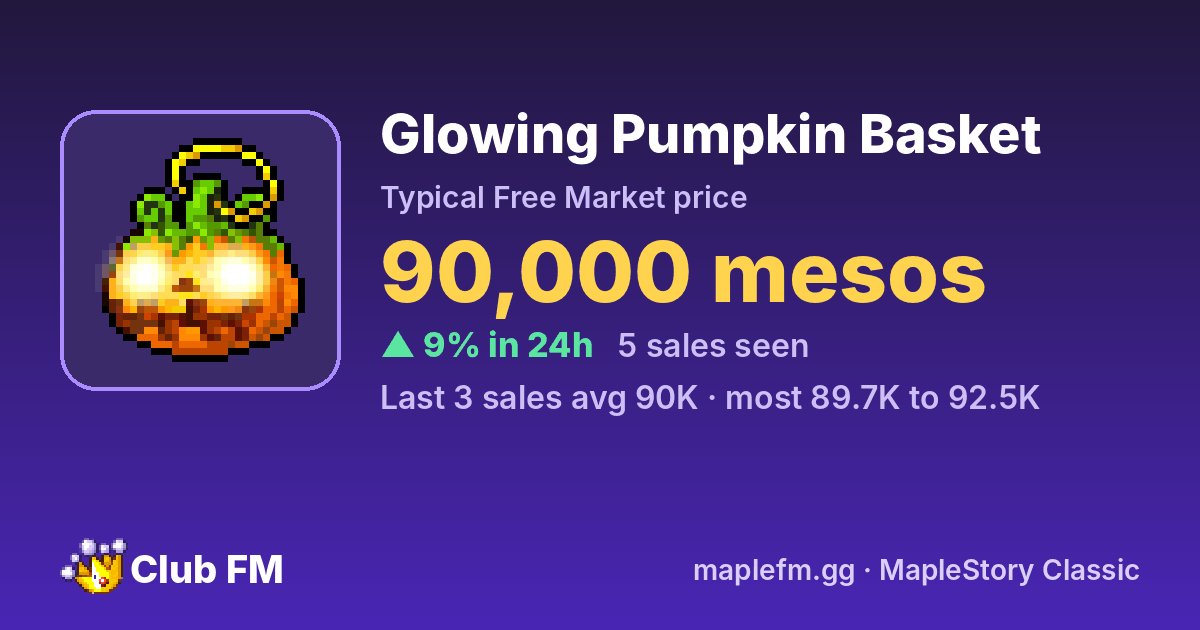 Glowing Pumpkin Basket
Typical Free Market price
90,000 mesos
▲ 9% in 24h 5 sales seen
Last 3 sales avg 90K · most 89.7K to 92.5K
Club FM
maplefm.gg · MapleStory Classic